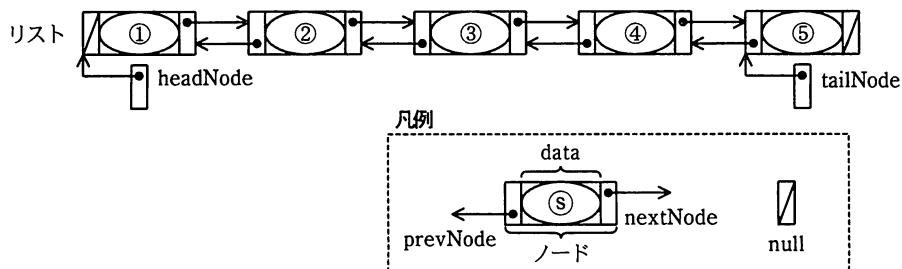 リスト ① ② ③ ④ ⑤
headNode tailNode
凡例
data
ⓢ
prevNode nextNode
ノード null